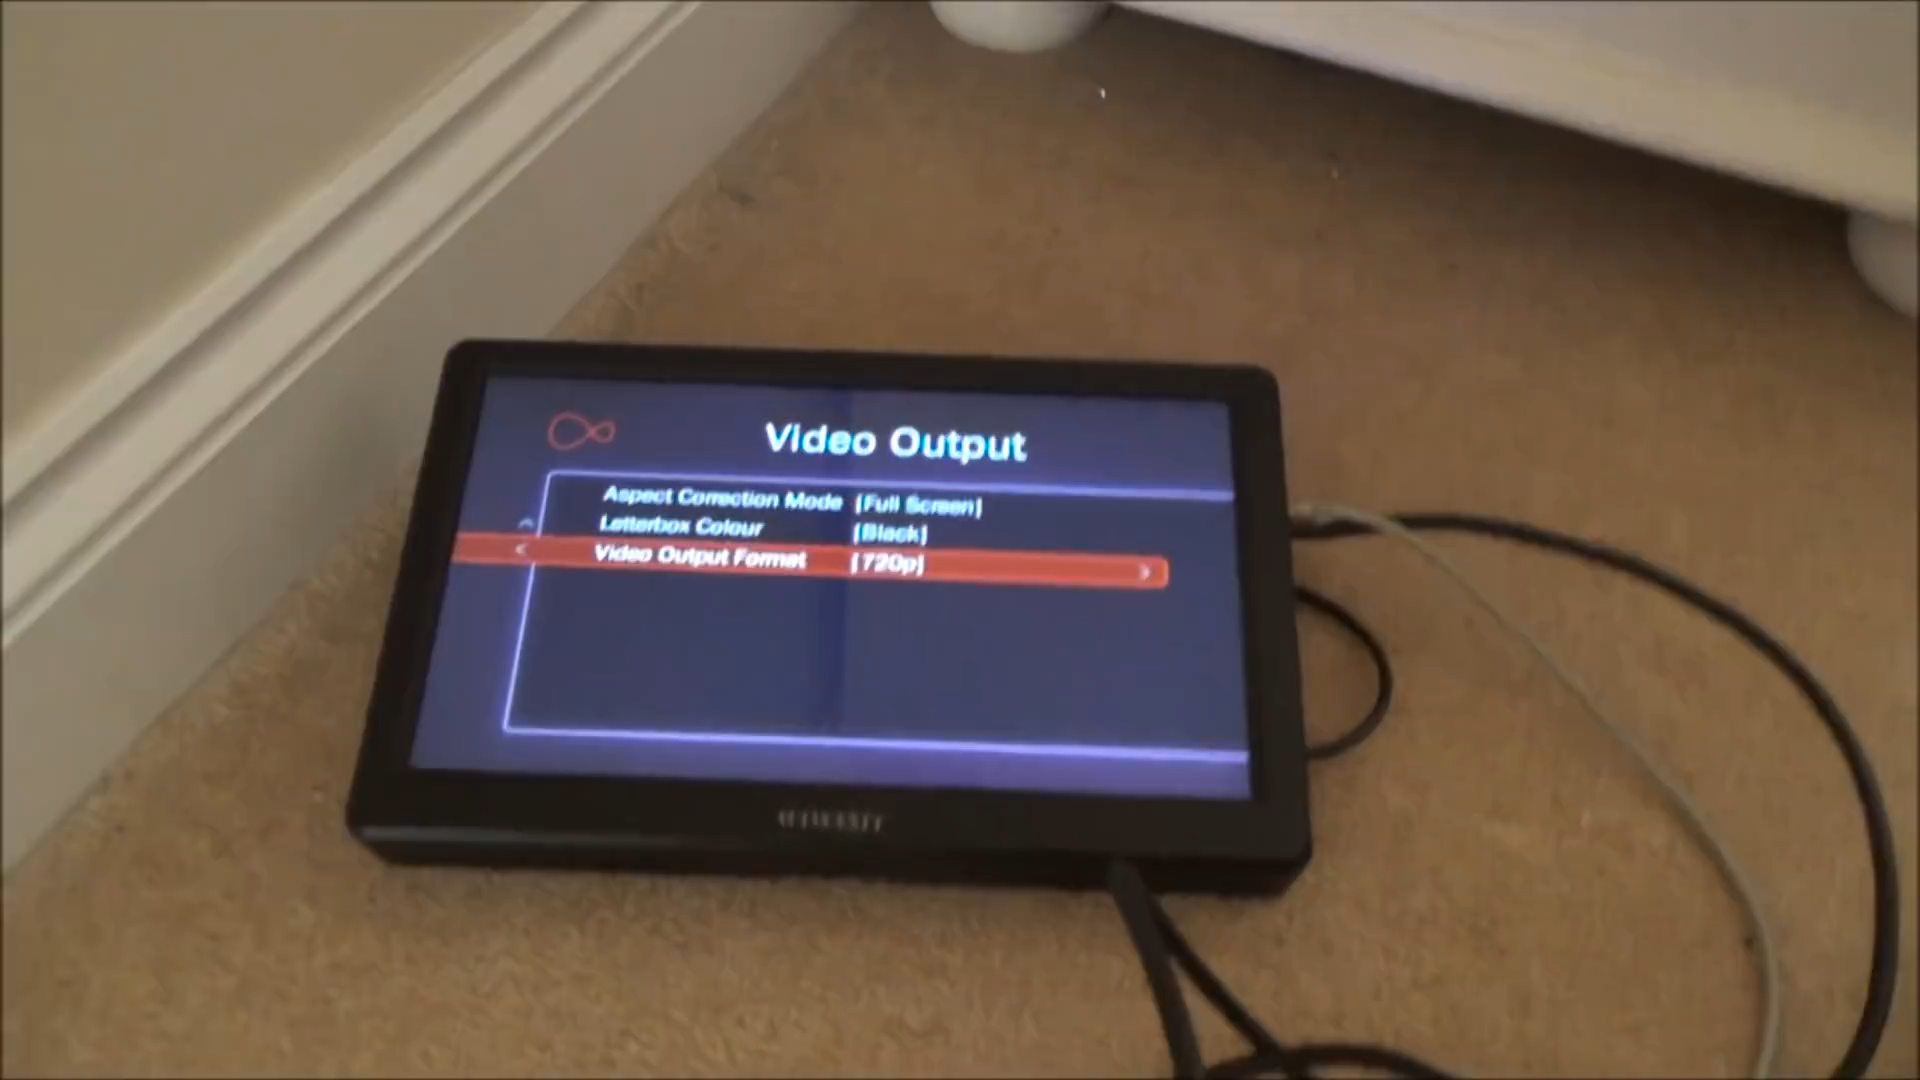 Video Output
Aspect Correction Mode [Full Screen]
Letterbox Colour [Black]
Video Output Format [720p]